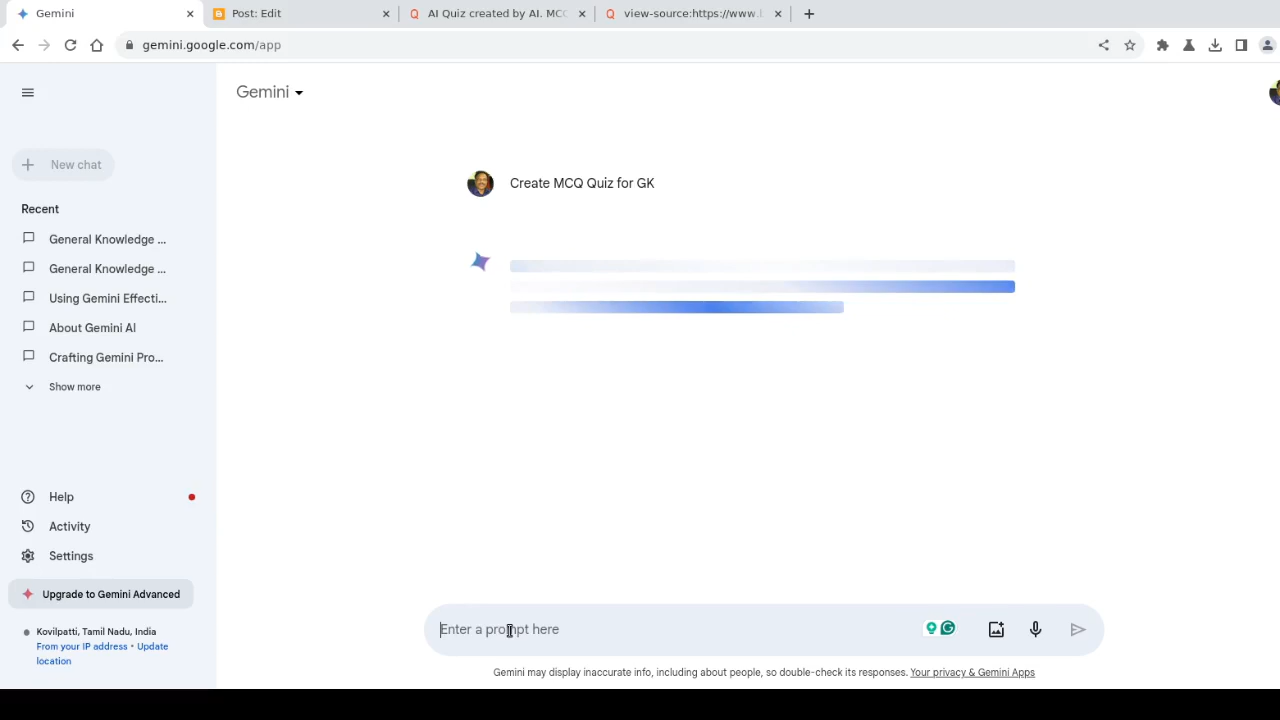 Gemini
Post: Edit
AI Quiz created by AI. MC
view-source:https://www.
gemini.google.com/app
Gemini
New chat
Create MCQ Quiz for GK
Recent
General Knowledge ...
General Knowledge ...
Using Gemini Effecti...
About Gemini AI
Crafting Gemini Pro...
Show more
Help
Activity
Settings
Upgrade to Gemini Advanced
Enter a prompt here
Kovilpatti, Tamil Nadu, India
From your IP address • Update
location
Gemini may display inaccurate info, including about people, so double-check its responses. Your privacy & Gemini Apps